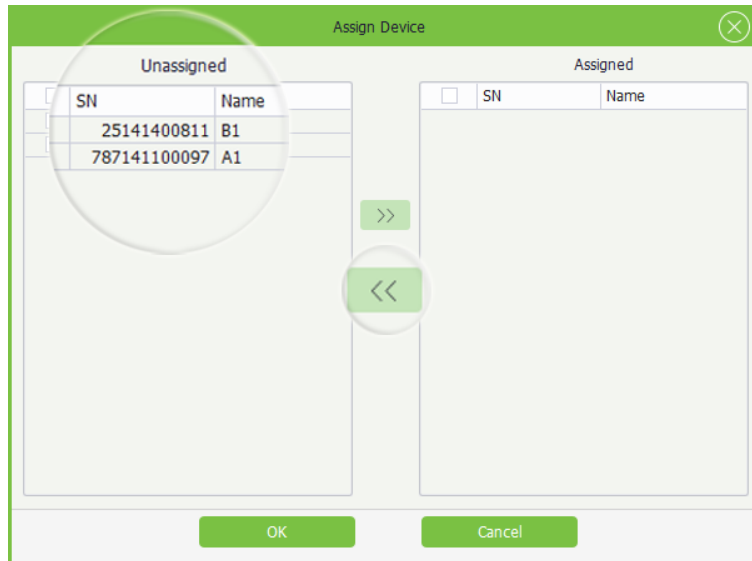 Assign Device
Unassigned
SN Name
25141400811 B1
787141100097 A1
Assigned
SN Name
>>
<<
OK Cancel